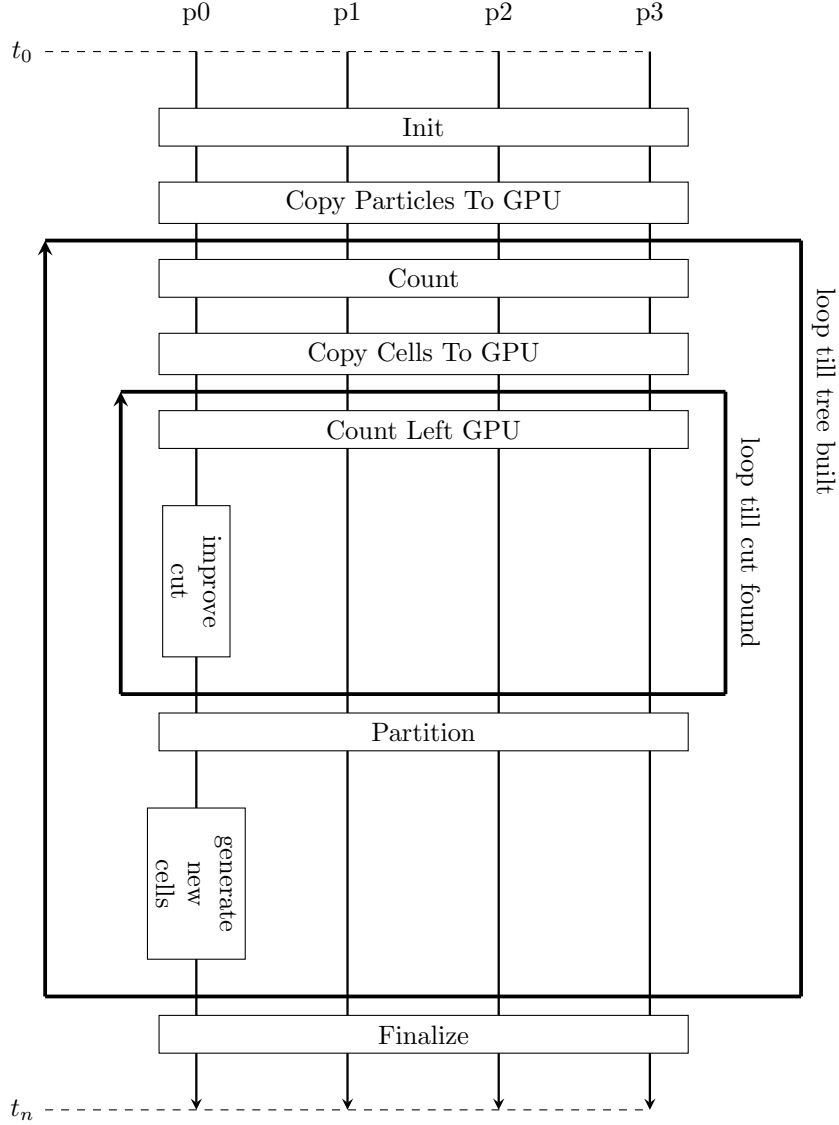 p0 p1 p2 p3
t₀
Init
Copy Particles To GPU
Count
Copy Cells To GPU
Count Left GPU
improve
cut
loop till cut found
loop till tree built
Partition
generate
new
cells
Finalize
tₙ